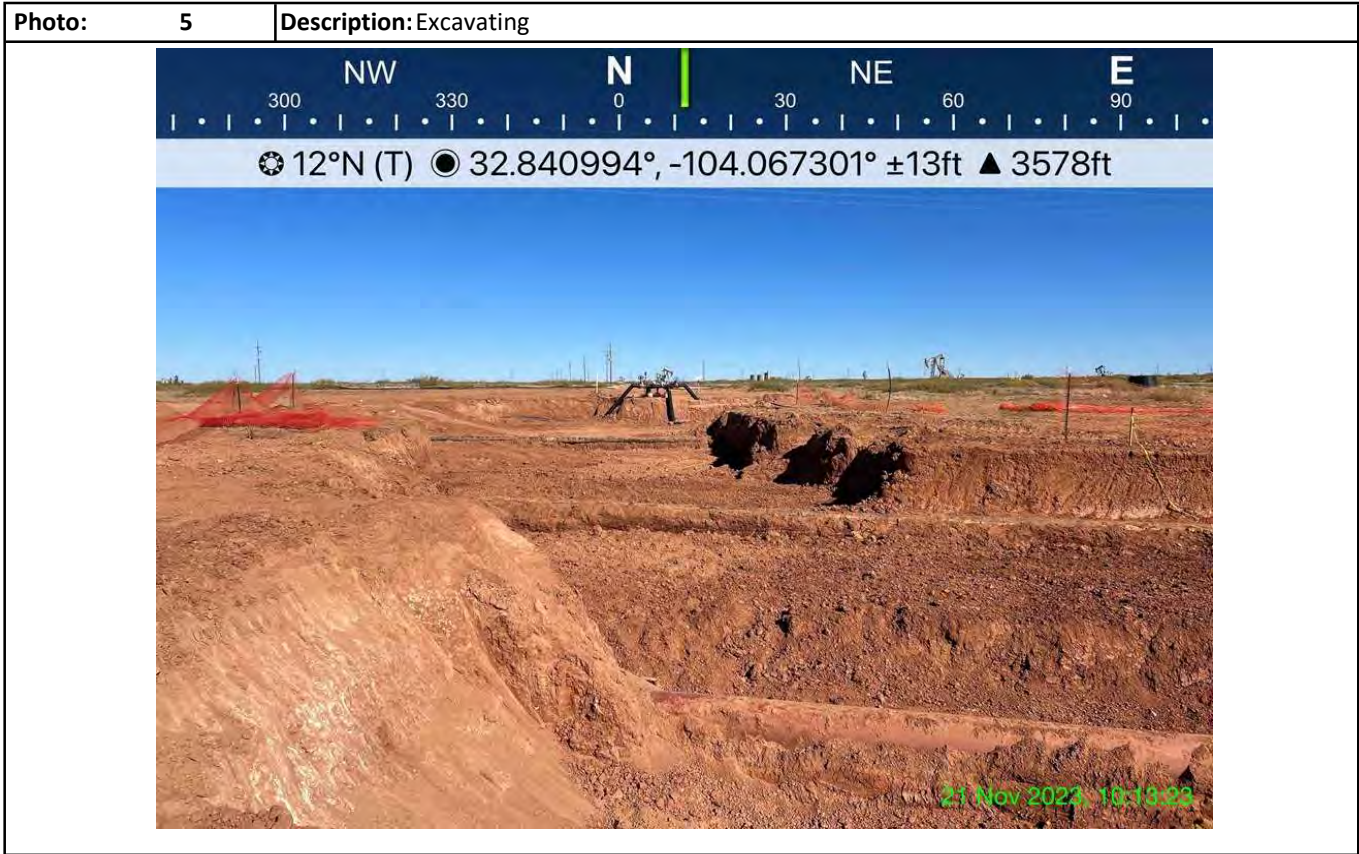 Photo: 5 Description: Excavating
NW N NE E
300 330 0 30 60 90
12°N (T) 32.840994°, -104.067301° ±13ft ▲ 3578ft
21 Nov 2023, 10:13:23